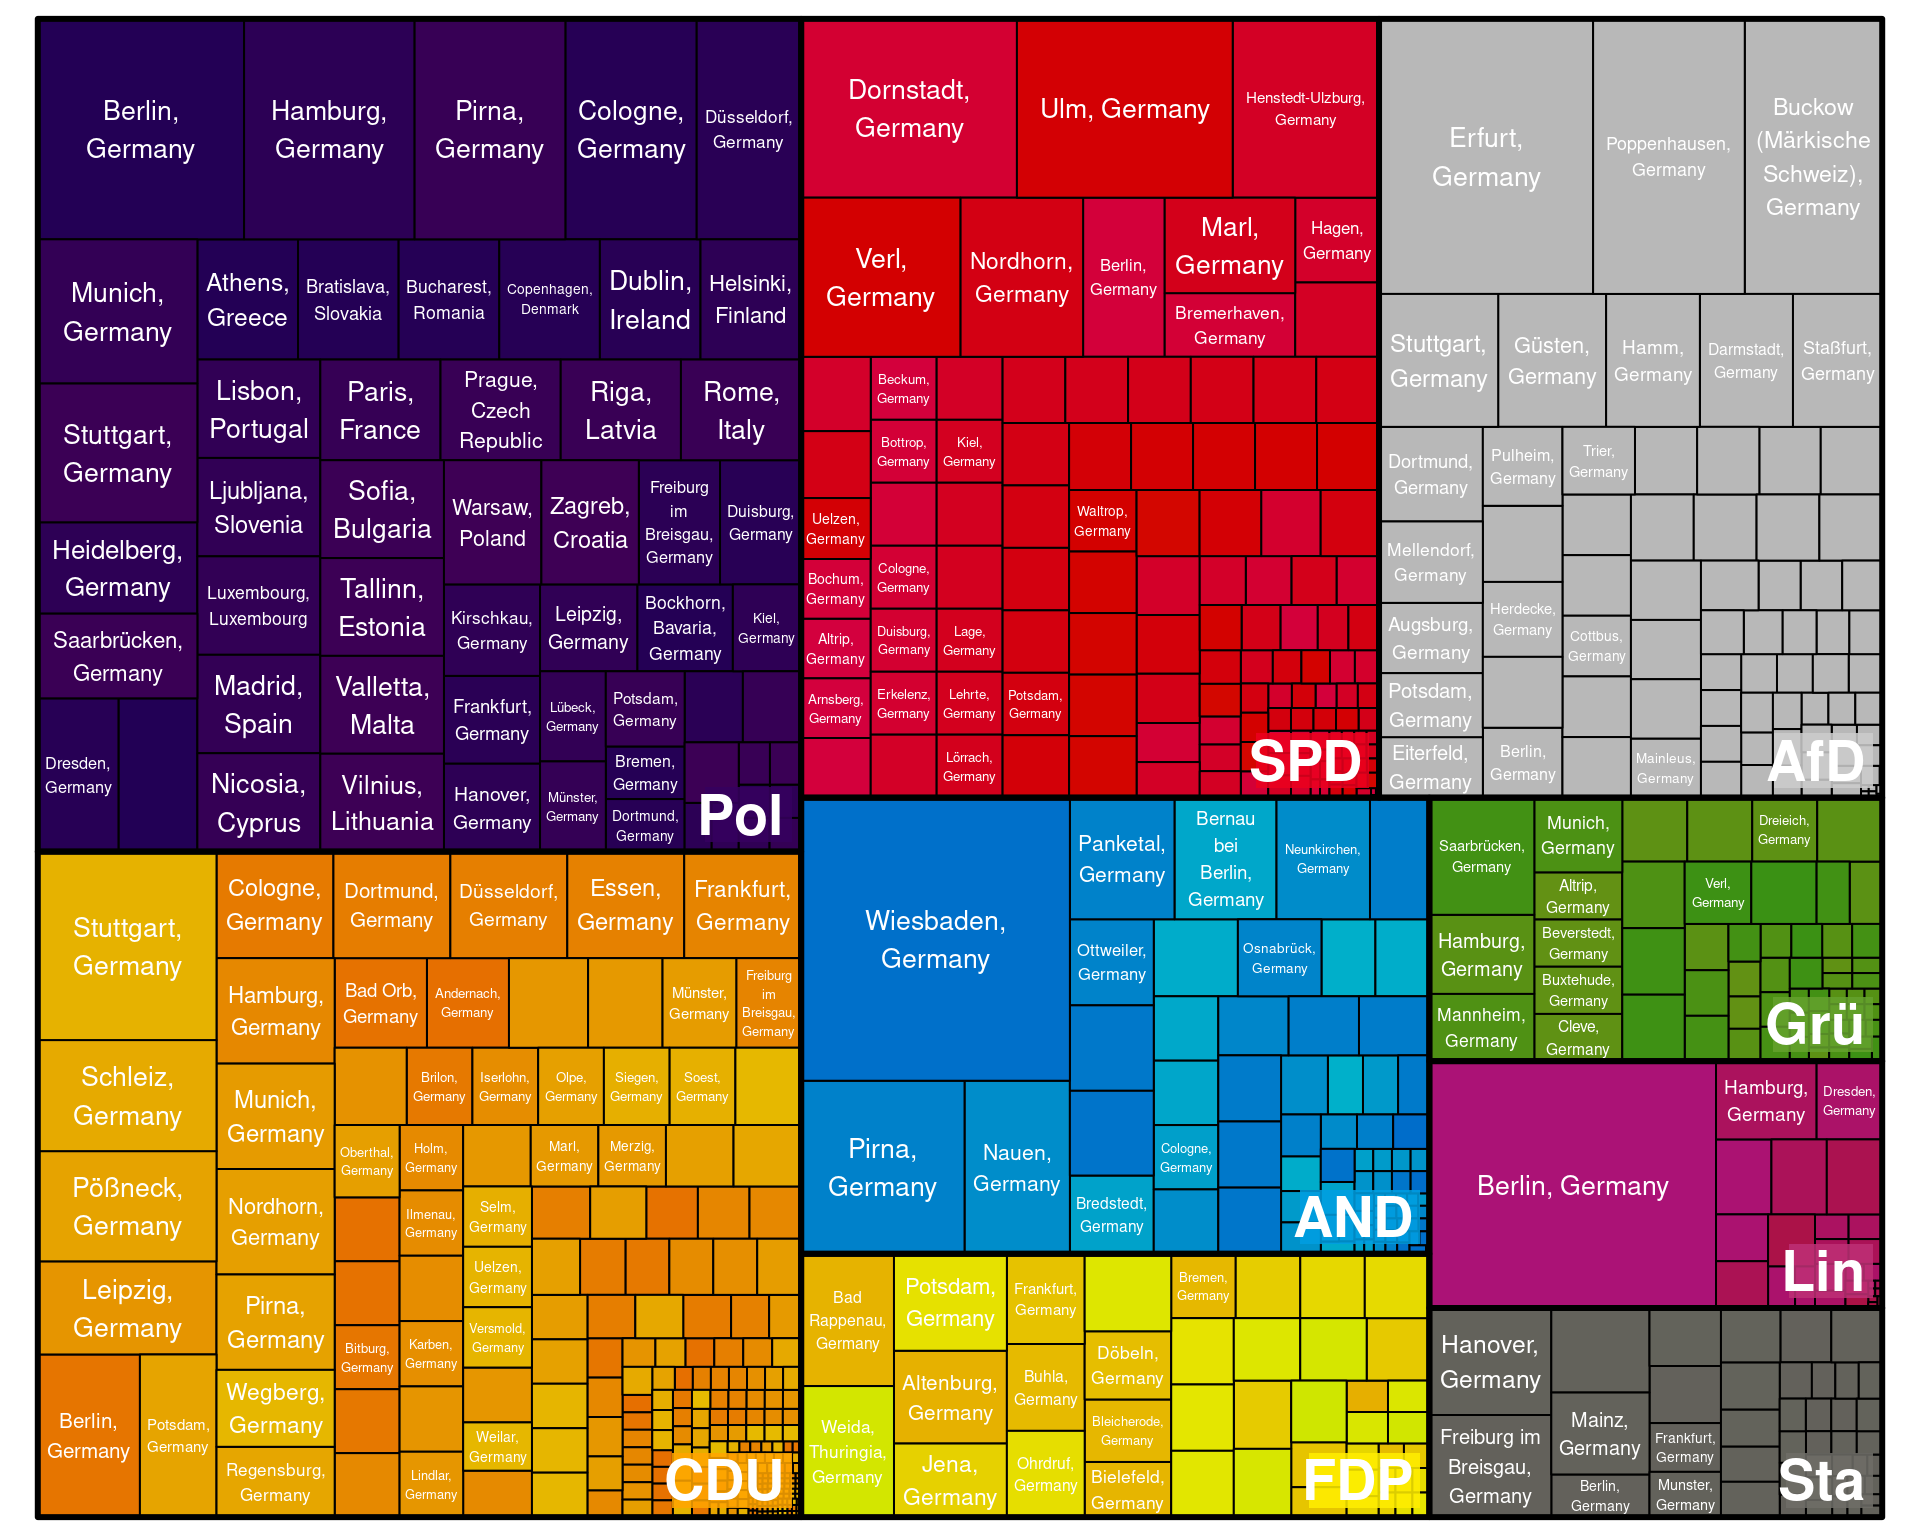 Berlin,
Germany
Hamburg,
Germany
Pirna,
Germany
Cologne,
Germany
Düsseldorf,
Germany
Munich,
Germany
Athens,
Greece
Bratislava,
Slovakia
Bucharest,
Romania
Copenhagen,
Denmark
Dublin,
Ireland
Helsinki,
Finland
Stuttgart,
Germany
Lisbon,
Portugal
Paris,
France
Prague,
Czech
Republic
Riga,
Latvia
Rome,
Italy
Heidelberg,
Germany
Ljubljana,
Slovenia
Sofia,
Bulgaria
Warsaw,
Poland
Zagreb,
Croatia
Freiburg
im
Breisgau,
Germany
Duisburg,
Germany
Saarbrücken,
Germany
Luxembourg,
Luxembourg
Tallinn,
Estonia
Kirschkau,
Germany
Leipzig,
Germany
Bockhorn,
Bavaria,
Germany
Kiel,
Germany
Dresden,
Germany
Madrid,
Spain
Valletta,
Malta
Frankfurt,
Germany
Lübeck,
Germany
Potsdam,
Germany
Nicosia,
Cyprus
Vilnius,
Lithuania
Hanover,
Germany
Münster,
Germany
Bremen,
Germany
Dortmund,
Germany
Pol
Dornstadt,
Germany
Ulm, Germany
Henstedt-Ulzburg,
Germany
Verl,
Germany
Nordhorn,
Germany
Berlin,
Germany
Marl,
Germany
Hagen,
Germany
Bremerhaven,
Germany
Beckum,
Germany
Bottrop,
Germany
Kiel,
Germany
Uelzen,
Germany
Waltrop,
Germany
Bochum,
Germany
Cologne,
Germany
Altrip,
Germany
Duisburg,
Germany
Lage,
Germany
Arnsberg,
Germany
Erkelenz,
Germany
Lehrte,
Germany
Potsdam,
Germany
Lörrach,
Germany
SPD
Erfurt,
Germany
Poppenhausen,
Germany
Buckow
(Märkische
Schweiz),
Germany
Stuttgart,
Germany
Güsten,
Germany
Hamm,
Germany
Darmstadt,
Germany
Staßfurt,
Germany
Dortmund,
Germany
Pulheim,
Germany
Trier,
Germany
Mellendorf,
Germany
Herdecke,
Germany
Augsburg,
Germany
Cottbus,
Germany
Potsdam,
Germany
Eiterfeld,
Germany
Berlin,
Germany
Mainleus,
Germany
AfD
Stuttgart,
Germany
Cologne,
Germany
Dortmund,
Germany
Düsseldorf,
Germany
Essen,
Germany
Frankfurt,
Germany
Hamburg,
Germany
Bad Orb,
Germany
Andernach,
Germany
Münster,
Germany
Freiburg
im
Breisgau,
Germany
Schleiz,
Germany
Munich,
Germany
Brilon,
Germany
Iserlohn,
Germany
Olpe,
Germany
Siegen,
Germany
Soest,
Germany
Pößneck,
Germany
Nordhorn,
Germany
Oberthal,
Germany
Holm,
Germany
Marl,
Germany
Merzig,
Germany
Ilmenau,
Germany
Selm,
Germany
Leipzig,
Germany
Pirna,
Germany
Uelzen,
Germany
Bitburg,
Germany
Karben,
Germany
Versmold,
Germany
Berlin,
Germany
Potsdam,
Germany
Wegberg,
Germany
Regensburg,
Germany
Weilar,
Germany
Lindlar,
Germany
CDU
Wiesbaden,
Germany
Panketal,
Germany
Bernau
bei
Berlin,
Germany
Neunkirchen,
Germany
Ottweiler,
Germany
Osnabrück,
Germany
Pirna,
Germany
Nauen,
Germany
Cologne,
Germany
Bredstedt,
Germany
AND
Saarbrücken,
Germany
Munich,
Germany
Dreieich,
Germany
Altrip,
Germany
Verl,
Germany
Hamburg,
Germany
Beverstedt,
Germany
Buxtehude,
Germany
Mannheim,
Germany
Cleve,
Germany
Grü
Berlin, Germany
Hamburg,
Germany
Dresden,
Germany
Lin
Bad
Rappenau,
Germany
Potsdam,
Germany
Frankfurt,
Germany
Bremen,
Germany
Altenburg,
Germany
Buhla,
Germany
Döbeln,
Germany
Weida,
Thuringia,
Germany
Bleicherode,
Germany
Jena,
Germany
Ohrdruf,
Germany
Bielefeld,
Germany
FDP
Hanover,
Germany
Mainz,
Germany
Freiburg im
Breisgau,
Germany
Frankfurt,
Germany
Berlin,
Germany
Munster,
Germany
Sta